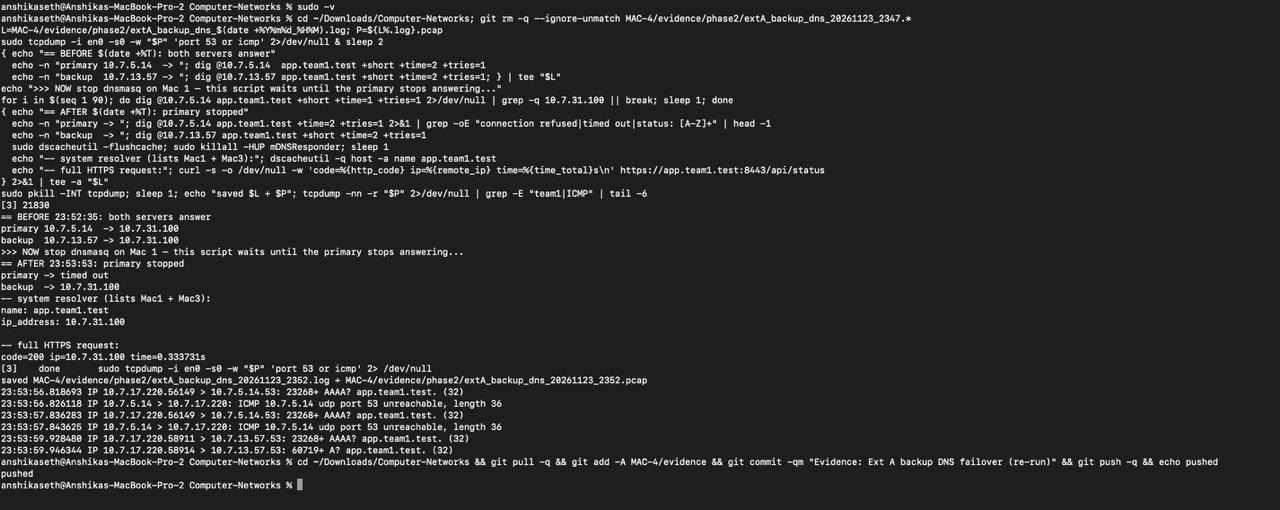 anshikaseth@Anshikas-MacBook-Pro-2 Computer-Networks % sudo -v
anshikaseth@Anshikas-MacBook-Pro-2 Computer-Networks % cd ~/Downloads/Computer-Networks; git rm -q --ignore-unmatch MAC-4/evidence/phase2/extA_backup_dns_20261123_2347.*
L=MAC-4/evidence/phase2/extA_backup_dns_$(date +%Y%m%d_%H%M).log; P=${L%.log}.pcap
sudo tcpdump -i en0 -s0 -w "$P" 'port 53 or icmp' 2>/dev/null & sleep 2
{ echo "== BEFORE $(date +%T): both servers answer"
  echo -n "primary 10.7.5.14  -> "; dig @10.7.5.14  app.team1.test +short +time=2 +tries=1
  echo -n "backup  10.7.13.57 -> "; dig @10.7.13.57 app.team1.test +short +time=2 +tries=1; } | tee "$L"
echo ">>> NOW stop dnsmasq on Mac 1 — this script waits until the primary stops answering..."
for i in $(seq 1 90); do dig @10.7.5.14 app.team1.test +short +time=1 +tries=1 2>/dev/null | grep -q 10.7.31.100 || break; sleep 1; done
{ echo "== AFTER $(date +%T): primary stopped"
  echo -n "primary -> "; dig @10.7.5.14 app.team1.test +time=2 +tries=1 2>&1 | grep -oE "connection refused|timed out|status: [A-Z]+" | head -1
  echo -n "backup  -> "; dig @10.7.13.57 app.team1.test +short +time=2 +tries=1
  sudo dscacheutil -flushcache; sudo killall -HUP mDNSResponder; sleep 1
  echo "-- system resolver (lists Mac1 + Mac3):"; dscacheutil -q host -a name app.team1.test
  echo "-- full HTTPS request:"; curl -s -o /dev/null -w 'code=%{http_code} ip=%{remote_ip} time=%{time_total}s\n' https://app.team1.test:8443/api/status
} 2>&1 | tee -a "$L"
sudo pkill -INT tcpdump; sleep 1; echo "saved $L + $P"; tcpdump -nn -r "$P" 2>/dev/null | grep -E "team1|ICMP" | tail -6
[3] 21830
== BEFORE 23:52:35: both servers answer
primary 10.7.5.14  -> 10.7.31.100
backup  10.7.13.57 -> 10.7.31.100
>>> NOW stop dnsmasq on Mac 1 — this script waits until the primary stops answering...
== AFTER 23:53:53: primary stopped
primary -> timed out
backup  -> 10.7.31.100
-- system resolver (lists Mac1 + Mac3):
name: app.team1.test
ip_address: 10.7.31.100

-- full HTTPS request:
code=200 ip=10.7.31.100 time=0.333731s
[3]    done       sudo tcpdump -i en0 -s0 -w "$P" 'port 53 or icmp' 2> /dev/null
saved MAC-4/evidence/phase2/extA_backup_dns_20261123_2352.log + MAC-4/evidence/phase2/extA_backup_dns_20261123_2352.pcap
23:53:56.818693 IP 10.7.17.220.56149 > 10.7.5.14.53: 23268+ AAAA? app.team1.test. (32)
23:53:56.826118 IP 10.7.5.14 > 10.7.17.220: ICMP 10.7.5.14 udp port 53 unreachable, length 36
23:53:57.836283 IP 10.7.17.220.56149 > 10.7.5.14.53: 23268+ AAAA? app.team1.test. (32)
23:53:57.843625 IP 10.7.5.14 > 10.7.17.220: ICMP 10.7.5.14 udp port 53 unreachable, length 36
23:53:59.928480 IP 10.7.17.220.58911 > 10.7.13.57.53: 23268+ AAAA? app.team1.test. (32)
23:53:59.946344 IP 10.7.17.220.58914 > 10.7.13.57.53: 60719+ A? app.team1.test. (32)
anshikaseth@Anshikas-MacBook-Pro-2 Computer-Networks % cd ~/Downloads/Computer-Networks && git pull -q && git add -A MAC-4/evidence && git commit -qm "Evidence: Ext A backup DNS failover (re-run)" && git push -q && echo pushed
pushed
anshikaseth@Anshikas-MacBook-Pro-2 Computer-Networks %